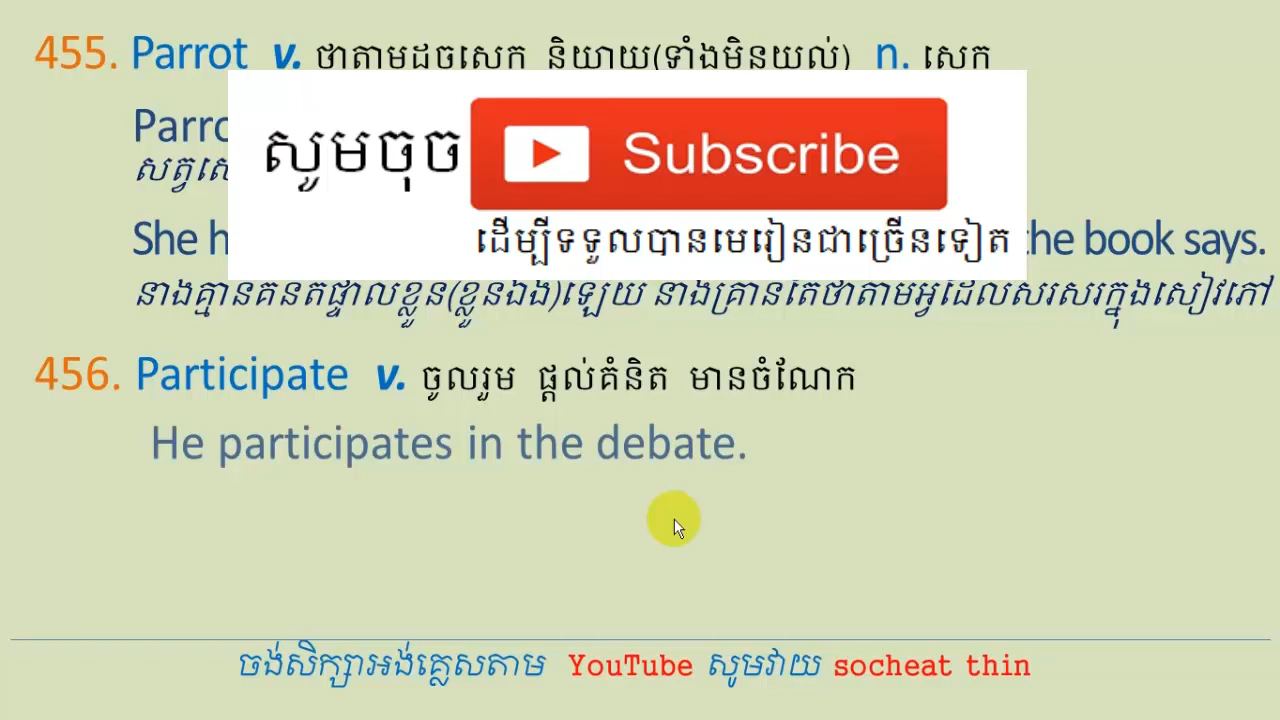 455. Parrot v. ថាតាមដូចសេក និយាយ(ទាំងមិនយល់) n. សេក
សូមចុច Subscribe
ដើម្បីទទួលបានមេរៀនជាច្រើនទៀត
She the book says.
នាងគ្មានគំនិតផ្ទាល់ខ្លួន(ខ្លួនឯង)ឡើយ នាងគ្រាន់តែថាតាមអ្វីដែលសរសេរក្នុងសៀវភៅ
456. Participate v. ចូលរួម ផ្តល់គំនិត មានចំណែក
He participates in the debate.
ចង់សិក្សាអង់គ្លេសតាម YouTube សូមវាយ socheat thin